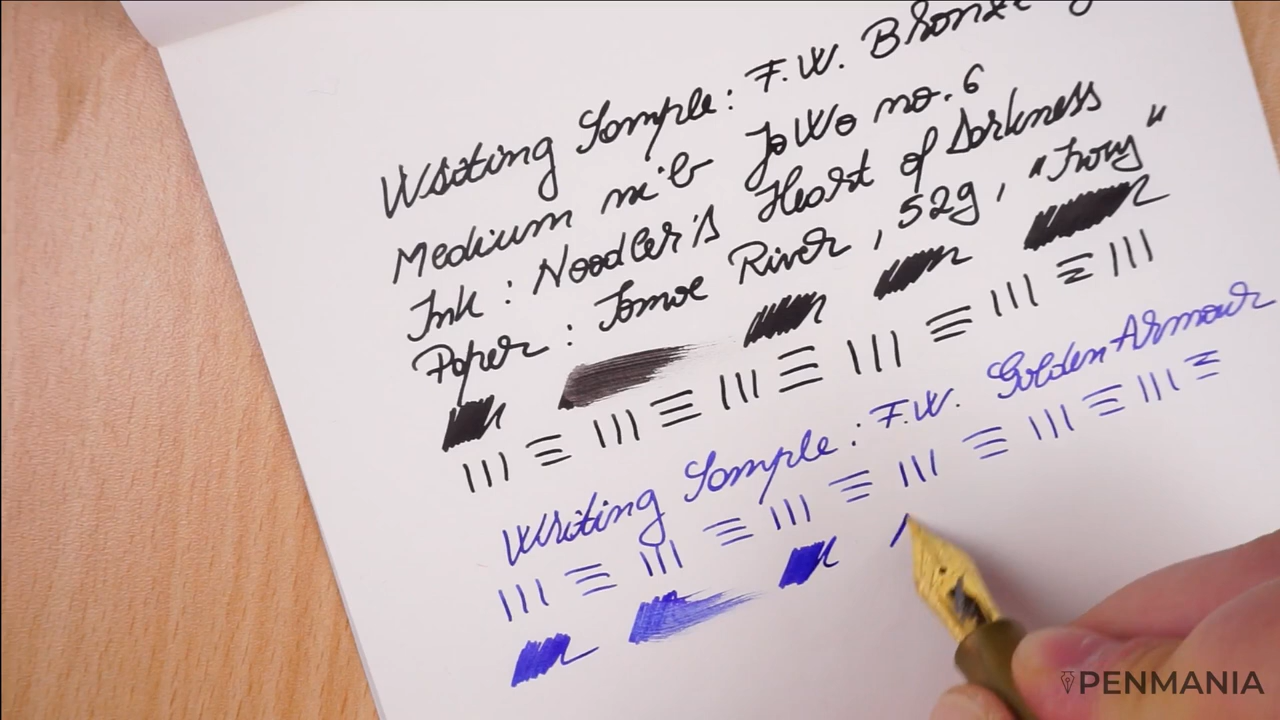 Writing Sample: F.W. Bronze
Medium nib JoWo no. 6
Ink: Noodler's Heart of Darkness
Paper: Tomoe River, 52g, "Ivory"
Writing Sample: F.W. Golden Armour
PENMANIA